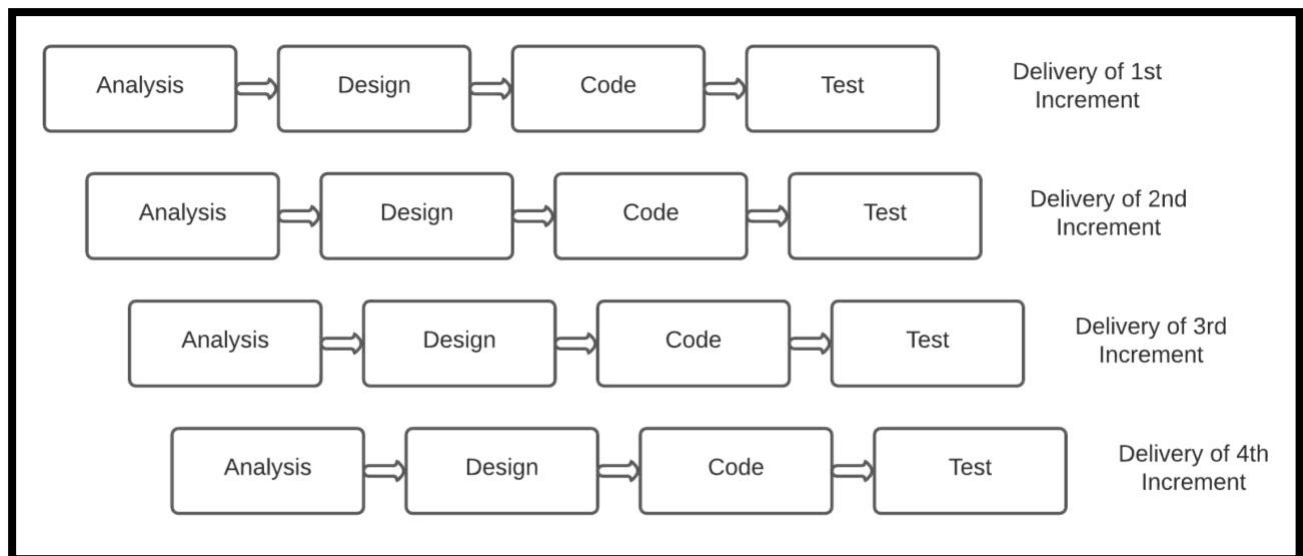 Analysis Design Code Test Delivery of 1st
Increment
Analysis Design Code Test Delivery of 2nd
Increment
Analysis Design Code Test Delivery of 3rd
Increment
Analysis Design Code Test Delivery of 4th
Increment